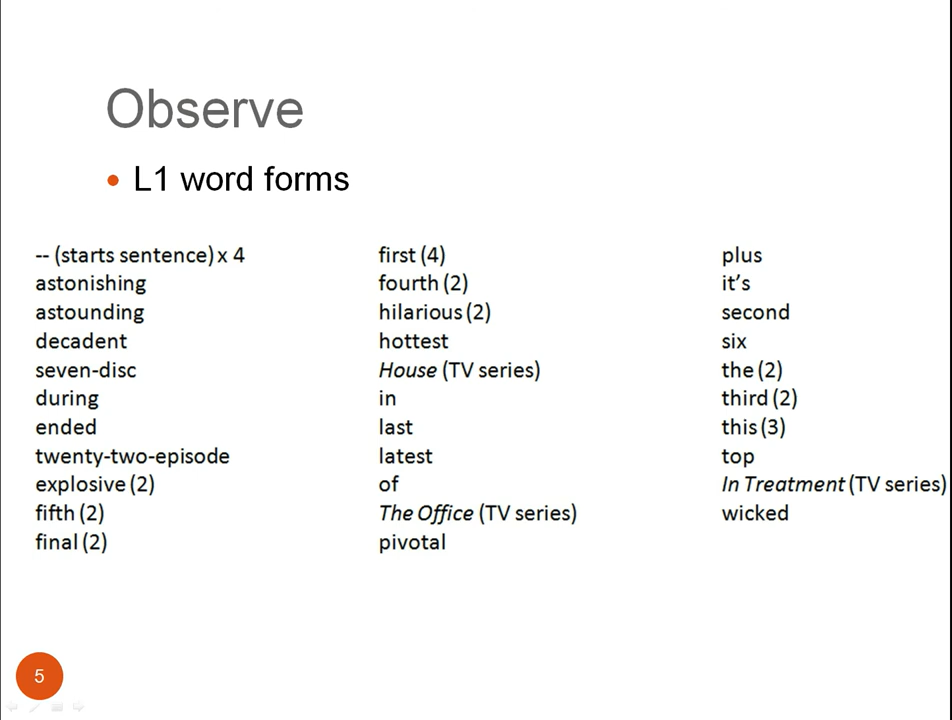 Observe
L1 word forms
-- (starts sentence) x 4
astonishing
astounding
decadent
seven-disc
during
ended
twenty-two-episode
explosive (2)
fifth (2)
final (2)
first (4)
fourth (2)
hilarious (2)
hottest
House (TV series)
in
last
latest
of
The Office (TV series)
pivotal
plus
it's
second
six
the (2)
third (2)
this (3)
top
In Treatment (TV series)
wicked
5